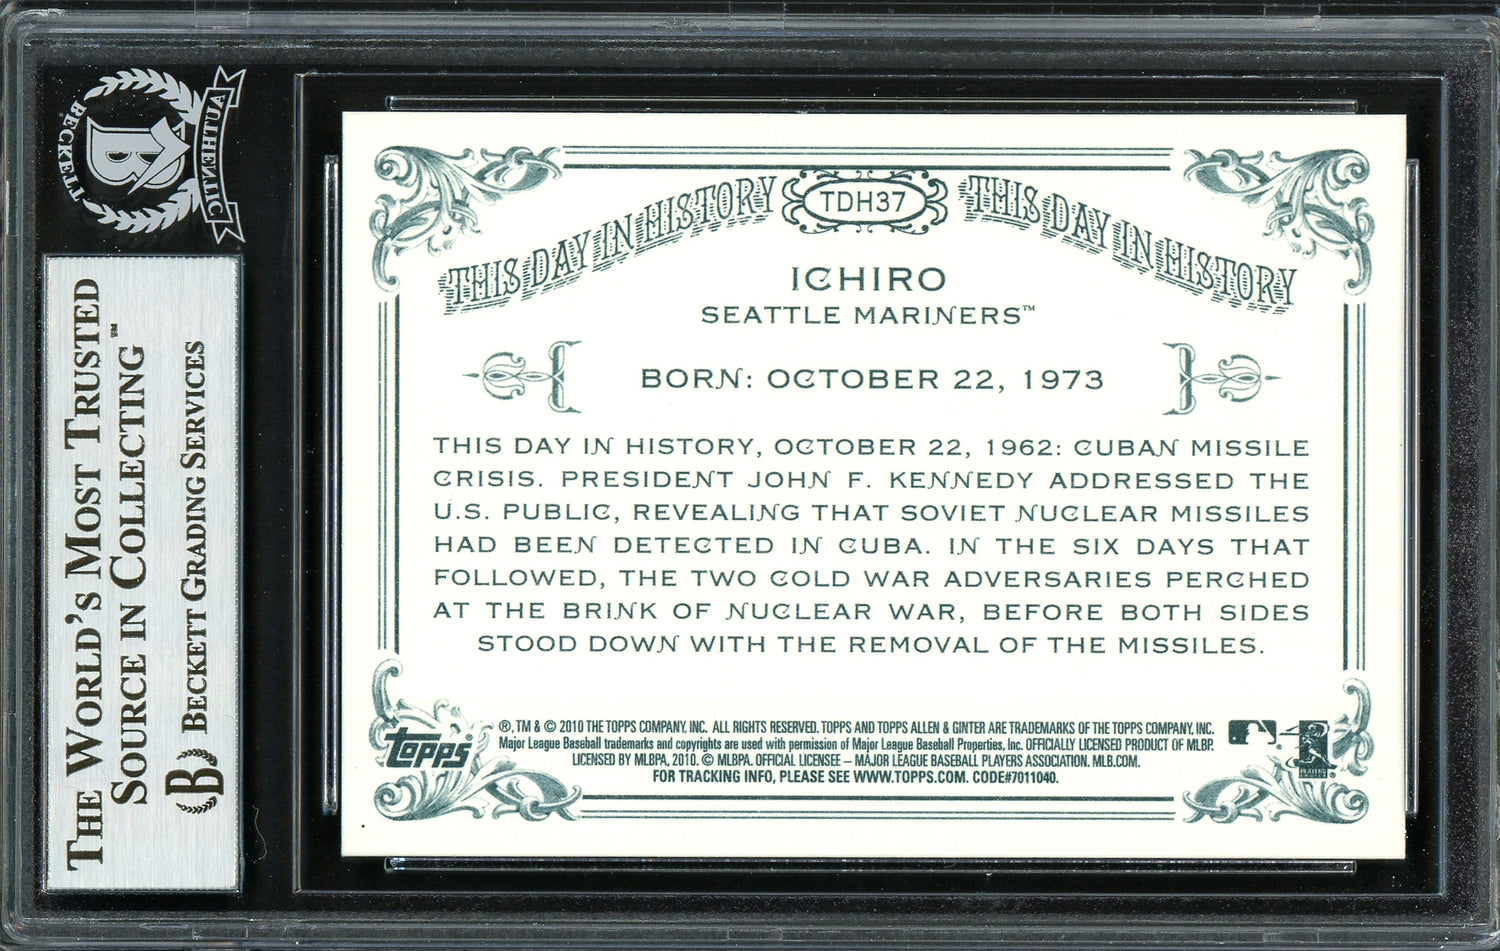 BECKETT AUTHENTIC
B
THE WORLD'S MOST TRUSTED
SOURCE IN COLLECTING™
B BECKETT GRADING SERVICES
THIS DAY IN HISTORY TDH37 THIS DAY IN HISTORY
ICHIRO
SEATTLE MARINERS™
BORN: OCTOBER 22, 1973
THIS DAY IN HISTORY, OCTOBER 22, 1962: CUBAN MISSILE
CRISIS. PRESIDENT JOHN F. KENNEDY ADDRESSED THE
U.S. PUBLIC, REVEALING THAT SOVIET NUCLEAR MISSILES
HAD BEEN DETECTED IN CUBA. IN THE SIX DAYS THAT
FOLLOWED, THE TWO COLD WAR ADVERSARIES PERCHED
AT THE BRINK OF NUCLEAR WAR, BEFORE BOTH SIDES
STOOD DOWN WITH THE REMOVAL OF THE MISSILES.
topps
®, TM & © 2010 THE TOPPS COMPANY, INC. ALL RIGHTS RESERVED. TOPPS AND TOPPS ALLEN & GINTER ARE TRADEMARKS OF THE TOPPS COMPANY, INC.
Major League Baseball trademarks and copyrights are used with permission of Major League Baseball Properties, Inc. OFFICIALLY LICENSED PRODUCT OF MLBP.
LICENSED BY MLBPA, 2010. © MLBPA. OFFICIAL LICENSEE – MAJOR LEAGUE BASEBALL PLAYERS ASSOCIATION. MLB.COM.
FOR TRACKING INFO, PLEASE SEE WWW.TOPPS.COM. CODE#7011040.
PLAYERS